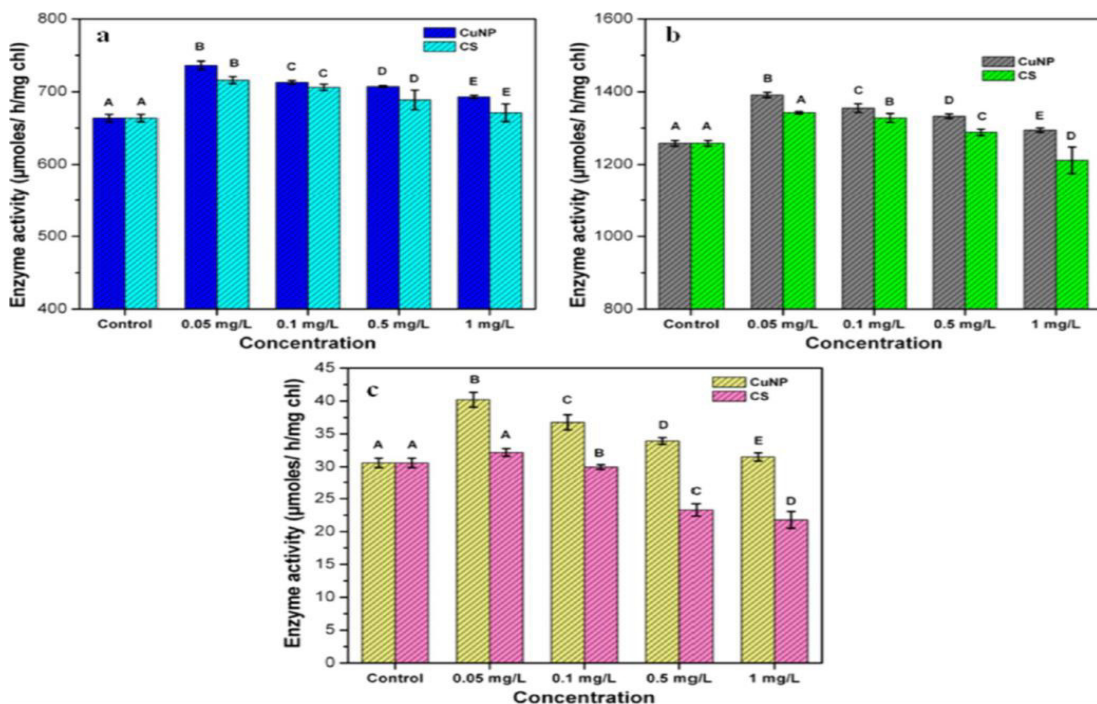 a
CuNP
CS
A
A
B
B
C
C
D
D
E
E
800
700
600
500
400
Enzyme activity (µmoles/ h/mg chl)
Control
0.05 mg/L
0.1 mg/L
0.5 mg/L
1 mg/L
Concentration
b
CuNP
CS
A
A
B
A
C
B
D
C
E
D
1600
1400
1200
1000
800
Enzyme activity (µmoles/ h/mg chl)
Control
0.05 mg/L
0.1 mg/L
0.5 mg/L
1 mg/L
Concentration
c
CuNP
CS
A
A
B
A
C
B
D
C
E
D
45
40
35
30
25
20
15
10
5
0
Enzyme activity (µmoles/ h/mg chl)
Control
0.05 mg/L
0.1 mg/L
0.5 mg/L
1 mg/L
Concentration